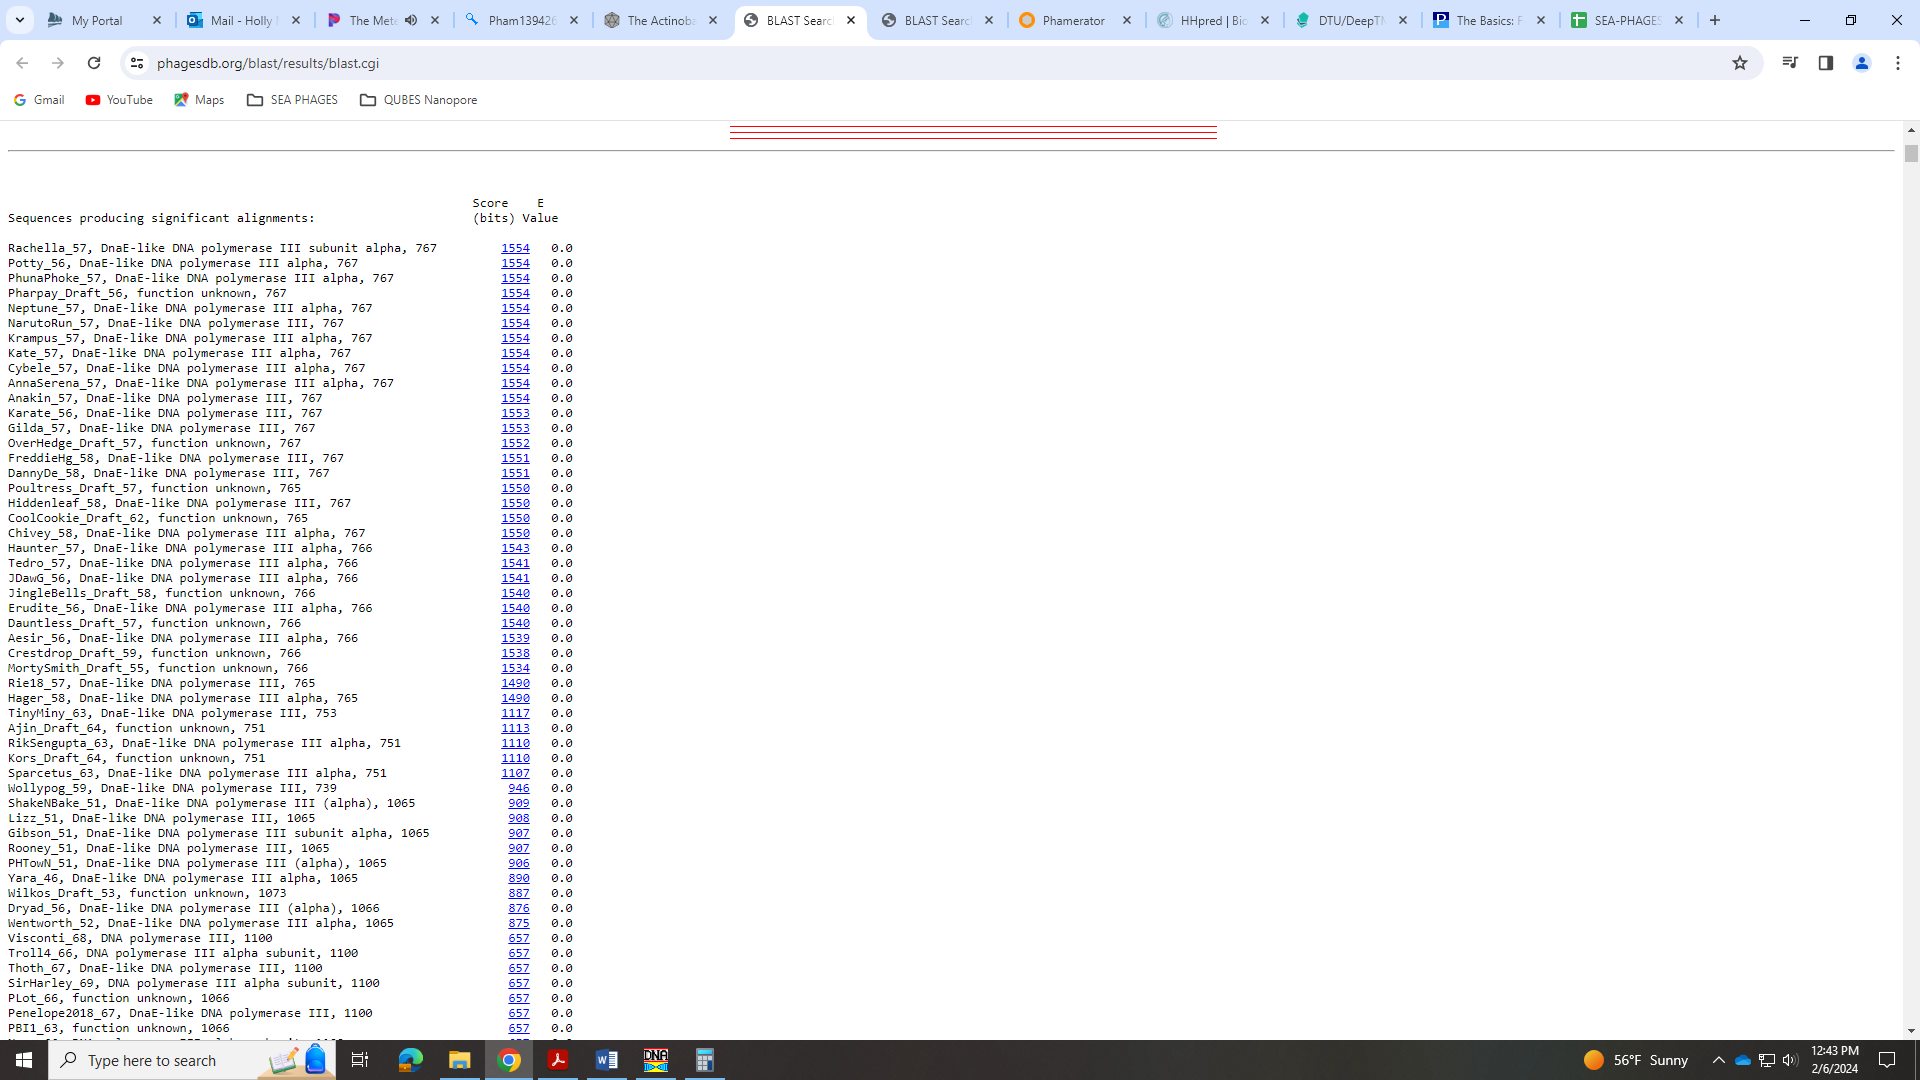 My Portal
Mail - Holly
The Mete
Pham139426
The Actinoba
BLAST Searc
BLAST Searc
Phamerator
HHpred | Bio
DTU/DeepTM
The Basics: F
SEA-PHAGES
phagesdb.org/blast/results/blast.cgi
Gmail
YouTube
Maps
SEA PHAGES
QUBES Nanopore
Score E
Sequences producing significant alignments: (bits) Value
Rachella_57, DnaE-like DNA polymerase III subunit alpha, 767 1554 0.0
Potty_56, DnaE-like DNA polymerase III alpha, 767 1554 0.0
PhunaPhoke_57, DnaE-like DNA polymerase III alpha, 767 1554 0.0
Pharpay_Draft_56, function unknown, 767 1554 0.0
Neptune_57, DnaE-like DNA polymerase III alpha, 767 1554 0.0
NarutoRun_57, DnaE-like DNA polymerase III, 767 1554 0.0
Krampus_57, DnaE-like DNA polymerase III alpha, 767 1554 0.0
Kate_57, DnaE-like DNA polymerase III alpha, 767 1554 0.0
Cybele_57, DnaE-like DNA polymerase III alpha, 767 1554 0.0
AnnaSerena_57, DnaE-like DNA polymerase III alpha, 767 1554 0.0
Anakin_57, DnaE-like DNA polymerase III, 767 1554 0.0
Karate_56, DnaE-like DNA polymerase III, 767 1553 0.0
Gilda_57, DnaE-like DNA polymerase III, 767 1553 0.0
OverHedge_Draft_57, function unknown, 767 1552 0.0
FreddieHg_58, DnaE-like DNA polymerase III, 767 1551 0.0
DannyDe_58, DnaE-like DNA polymerase III, 767 1551 0.0
Poultress_Draft_57, function unknown, 765 1550 0.0
Hiddenleaf_58, DnaE-like DNA polymerase III, 767 1550 0.0
CoolCookie_Draft_62, function unknown, 765 1550 0.0
Chivey_58, DnaE-like DNA polymerase III alpha, 767 1550 0.0
Haunter_57, DnaE-like DNA polymerase III alpha, 766 1543 0.0
Tedro_57, DnaE-like DNA polymerase III alpha, 766 1541 0.0
JDawG_56, DnaE-like DNA polymerase III alpha, 766 1541 0.0
JingleBells_Draft_58, function unknown, 766 1540 0.0
Erudite_56, DnaE-like DNA polymerase III alpha, 766 1540 0.0
Dauntless_Draft_57, function unknown, 766 1540 0.0
Aesir_56, DnaE-like DNA polymerase III alpha, 766 1539 0.0
Crestdrop_Draft_59, function unknown, 766 1538 0.0
MortySmith_Draft_55, function unknown, 766 1534 0.0
Rie18_57, DnaE-like DNA polymerase III, 765 1490 0.0
Hager_58, DnaE-like DNA polymerase III alpha, 765 1490 0.0
TinyMiny_63, DnaE-like DNA polymerase III, 753 1117 0.0
Ajin_Draft_64, function unknown, 751 1113 0.0
RikSengupta_63, DnaE-like DNA polymerase III alpha, 751 1110 0.0
Kors_Draft_64, function unknown, 751 1110 0.0
Sparcetus_63, DnaE-like DNA polymerase III alpha, 751 1107 0.0
Wollypog_59, DnaE-like DNA polymerase III, 739 946 0.0
ShakeNBake_51, DnaE-like DNA polymerase III (alpha), 1065 909 0.0
Lizz_51, DnaE-like DNA polymerase III, 1065 908 0.0
Gibson_51, DnaE-like DNA polymerase III subunit alpha, 1065 907 0.0
Rooney_51, DnaE-like DNA polymerase III, 1065 907 0.0
PHTowN_51, DnaE-like DNA polymerase III (alpha), 1065 906 0.0
Yara_46, DnaE-like DNA polymerase III alpha, 1065 890 0.0
Wilkos_Draft_53, function unknown, 1073 887 0.0
Dryad_56, DnaE-like DNA polymerase III (alpha), 1066 876 0.0
Wentworth_52, DnaE-like DNA polymerase III alpha, 1065 875 0.0
Visconti_68, DNA polymerase III, 1100 657 0.0
Troll4_66, DNA polymerase III alpha subunit, 1100 657 0.0
Thoth_67, DnaE-like DNA polymerase III, 1100 657 0.0
SirHarley_69, DNA polymerase III alpha subunit, 1100 657 0.0
PLot_66, function unknown, 1066 657 0.0
Penelope2018_67, DnaE-like DNA polymerase III, 1100 657 0.0
PBI1_63, function unknown, 1066 657 0.0
Type here to search
DNA
56°F Sunny
12:43 PM
2/6/2024